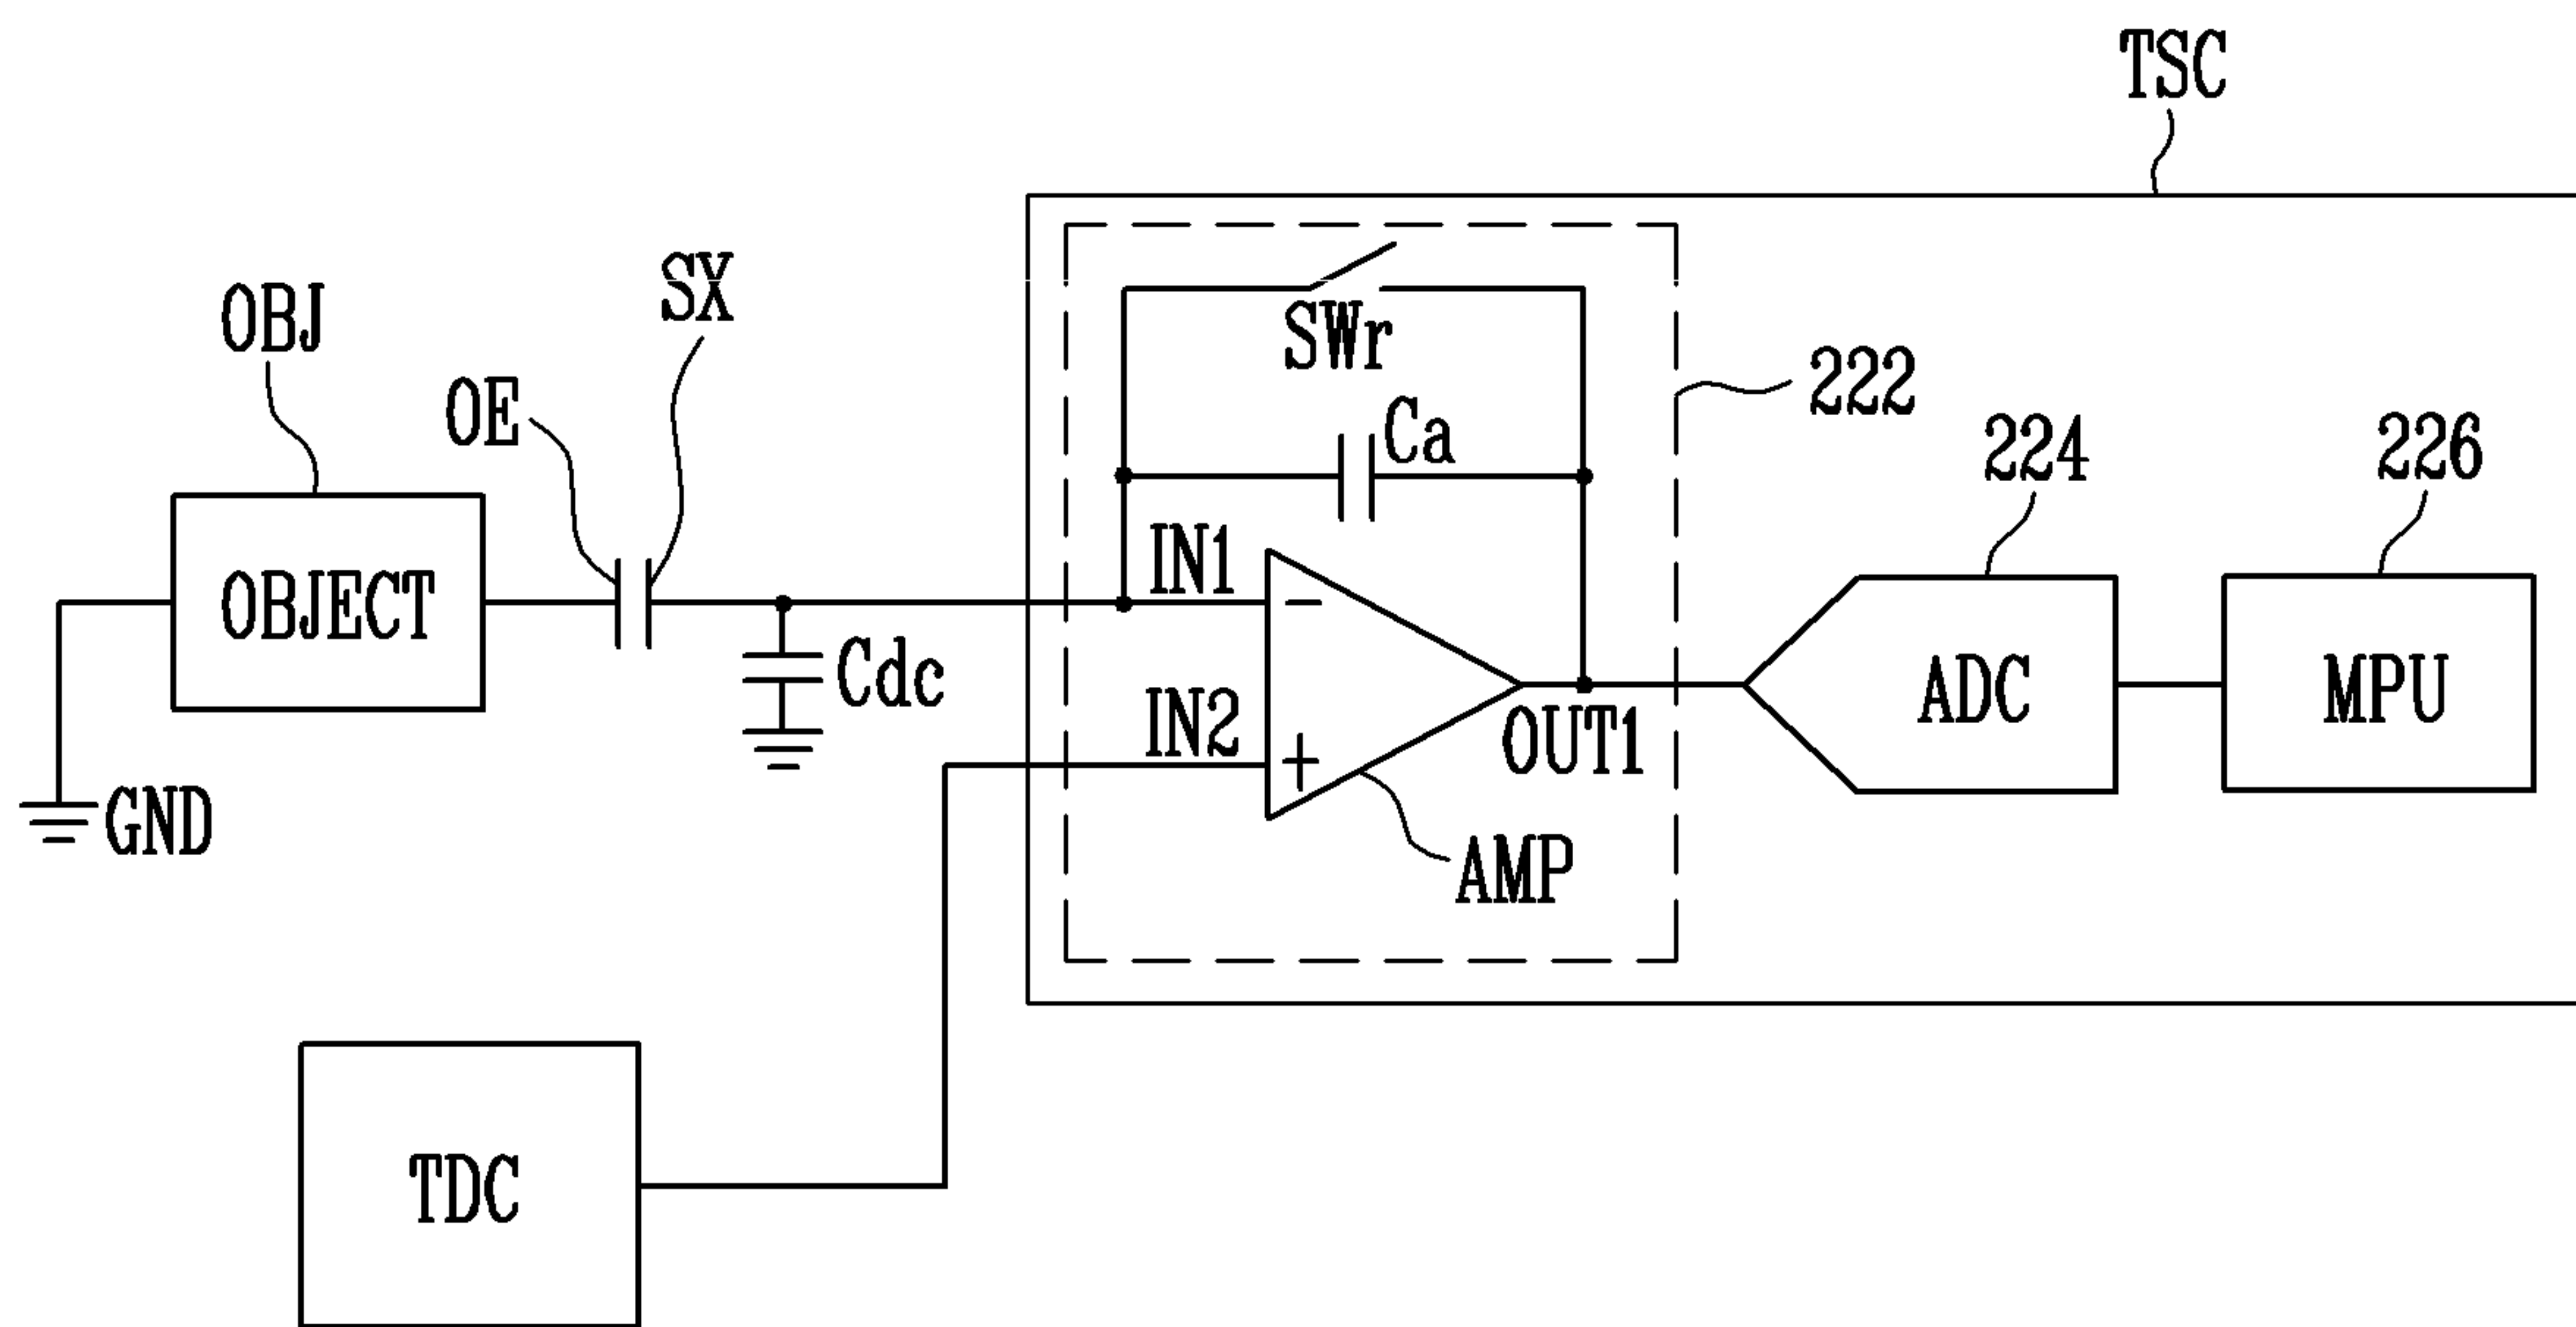 TSC
OBJ
SX
OE
SWr
222
Ca
224
226
OBJECT
IN1
Cdc
IN2
OUT1
ADC
MPU
GND
AMP
TDC